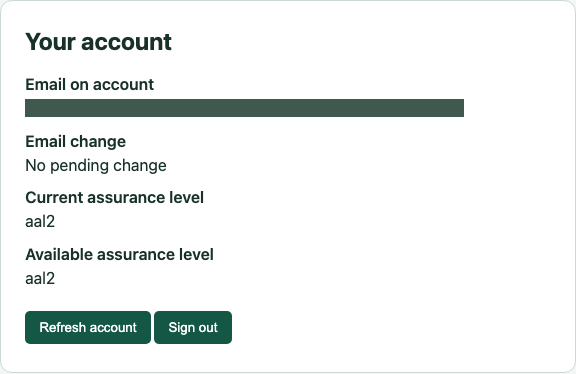 Your account
Email on account
Email change
No pending change
Current assurance level
aal2
Available assurance level
aal2
Refresh account
Sign out